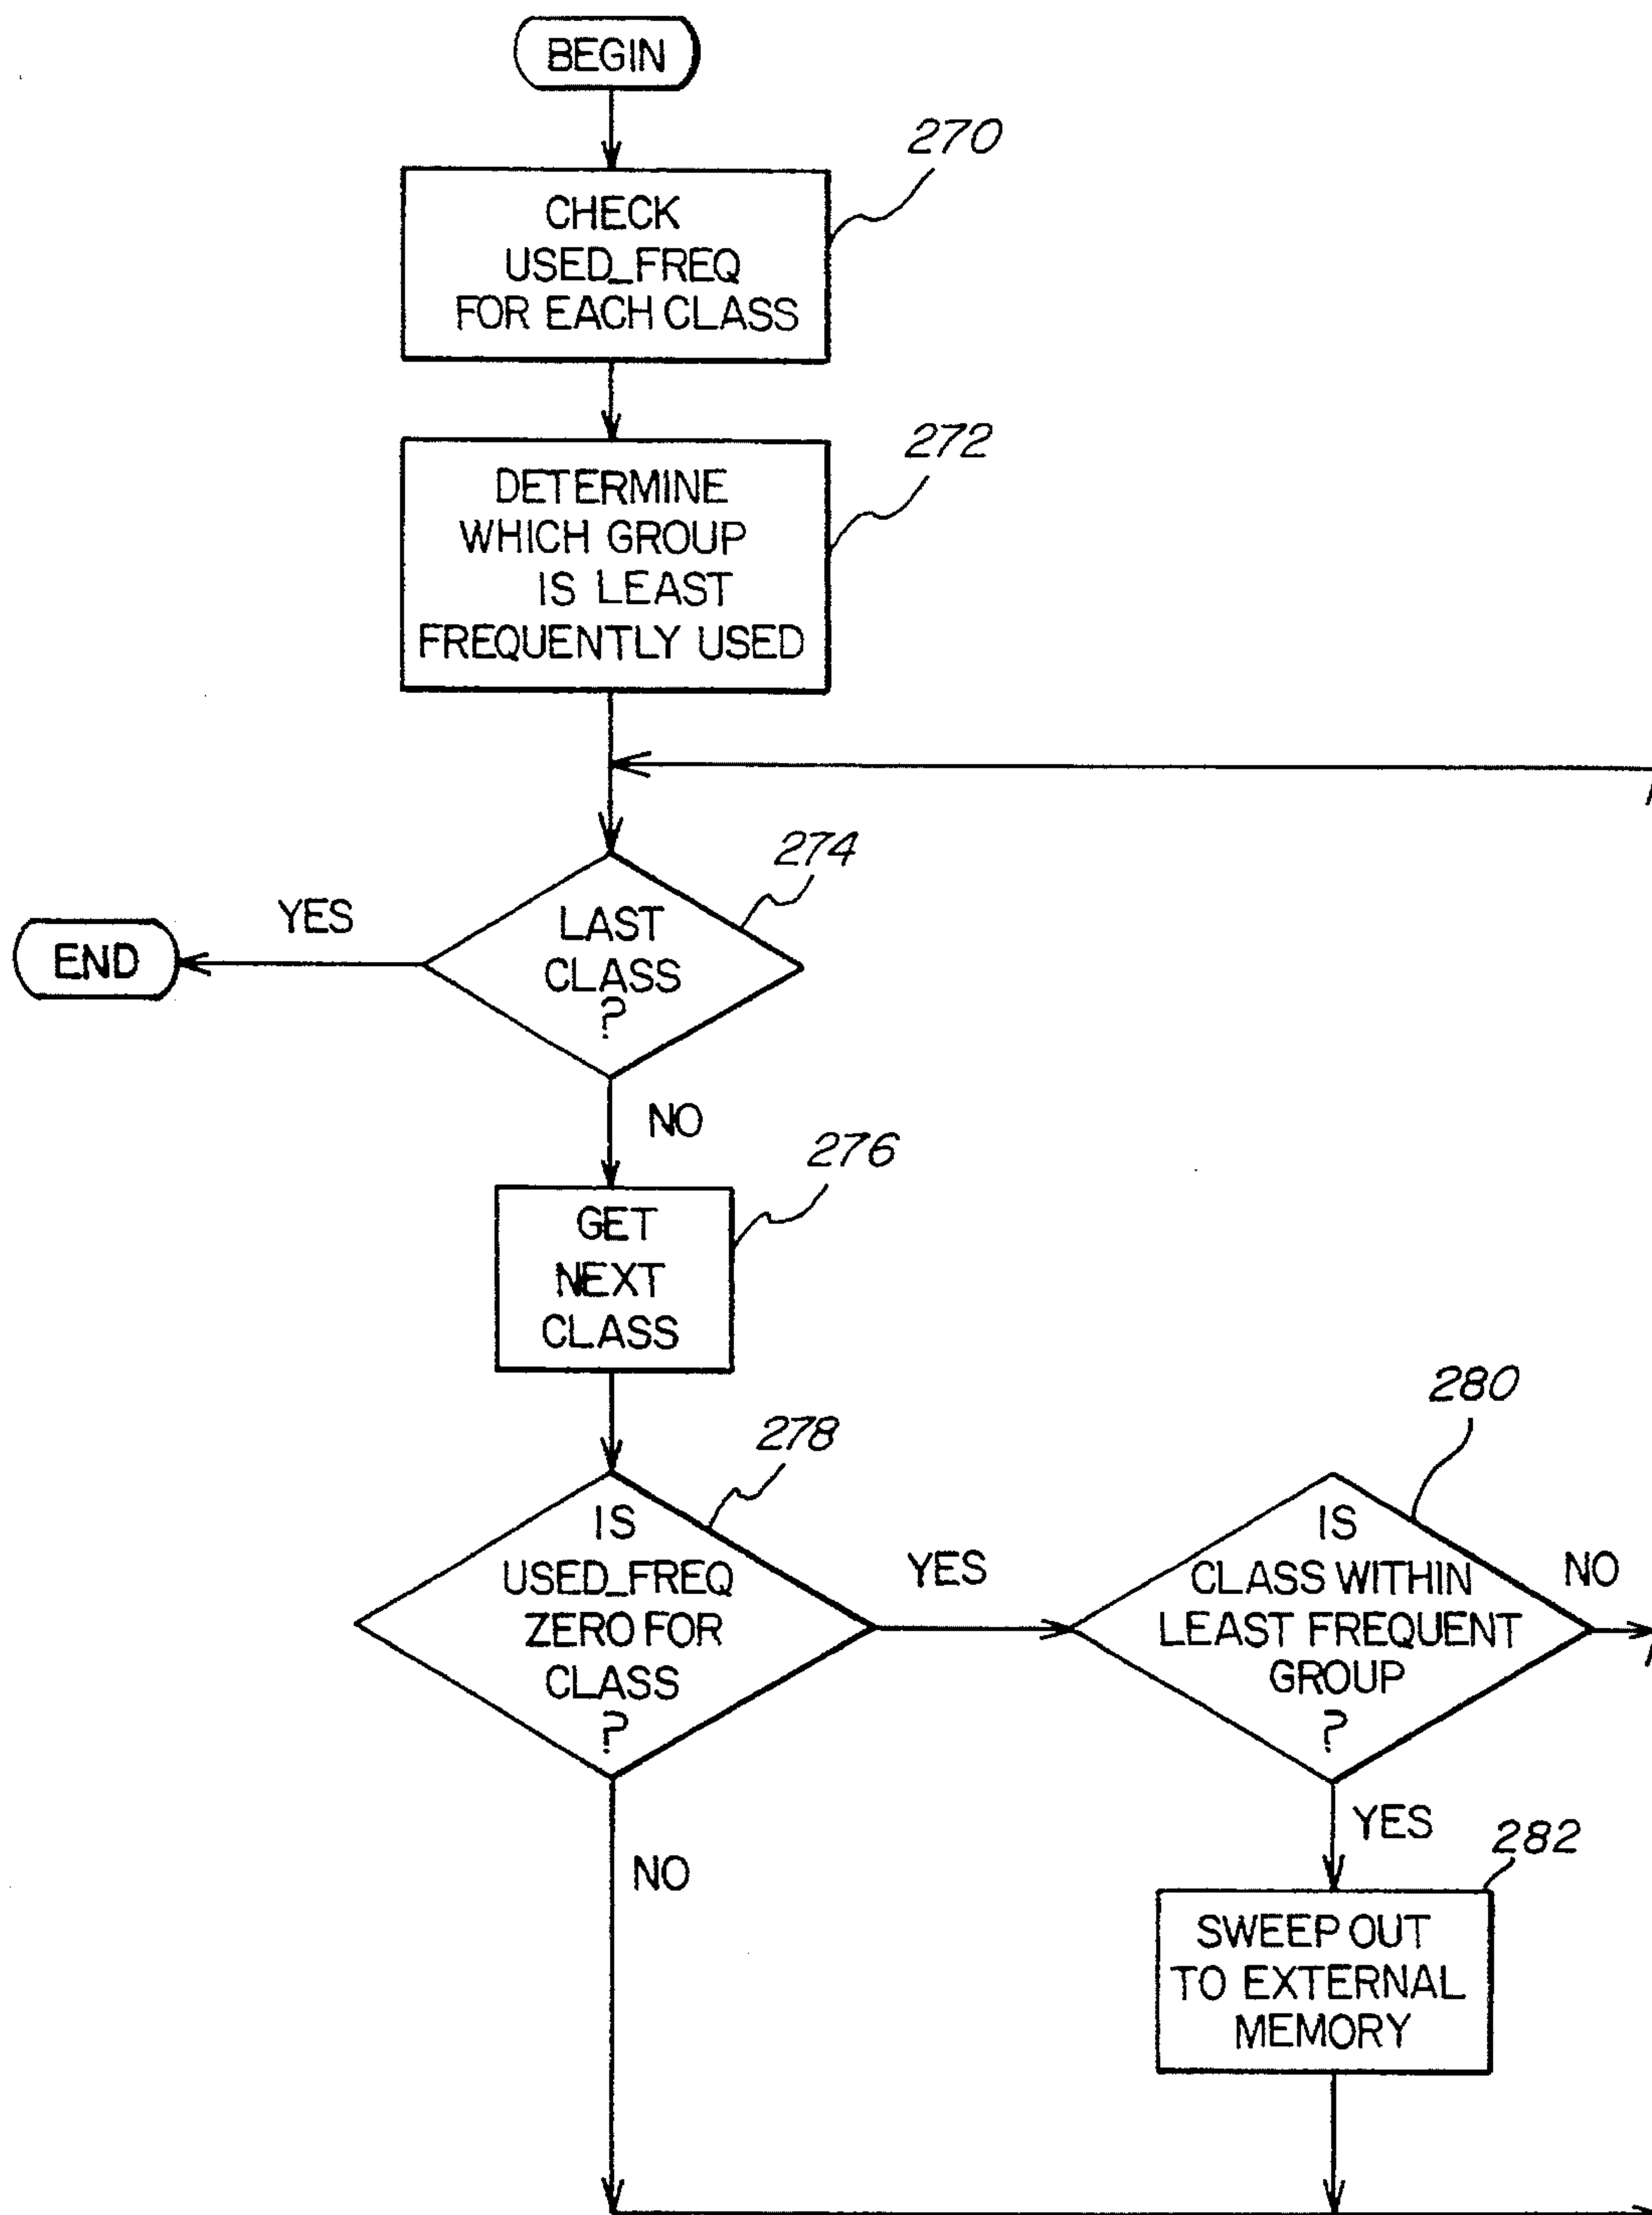 BEGIN
270
CHECK
USED_FREQ
FOR EACH CLASS
272
DETERMINE
WHICH GROUP
IS LEAST
FREQUENTLY USED
274
YES
LAST
CLASS
?
END
NO
276
GET
NEXT
CLASS
278
IS
USED_FREQ
ZERO FOR
CLASS
?
YES
280
IS
CLASS WITHIN
LEAST FREQUENT
GROUP
?
NO
YES
NO
282
SWEEP OUT
TO EXTERNAL
MEMORY